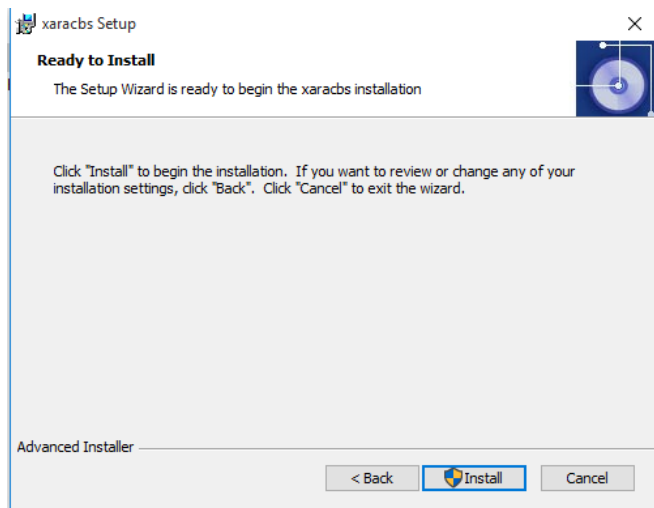 xaracbs Setup
Ready to Install
The Setup Wizard is ready to begin the xaracbs installation
Click "Install" to begin the installation. If you want to review or change any of your
installation settings, click "Back". Click "Cancel" to exit the wizard.
Advanced Installer
< Back Install Cancel